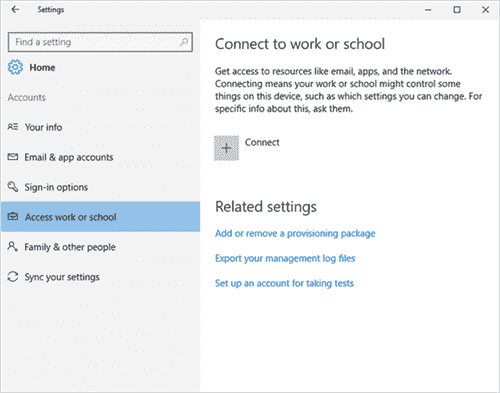 Settings
Find a setting
Home
Accounts
Your info
Email & app accounts
Sign-in options
Access work or school
Family & other people
Sync your settings
Connect to work or school
Get access to resources like email, apps, and the network.
Connecting means your work or school might control some
things on this device, such as which settings you can change. For
specific info about this, ask them.
Connect
Related settings
Add or remove a provisioning package
Export your management log files
Set up an account for taking tests